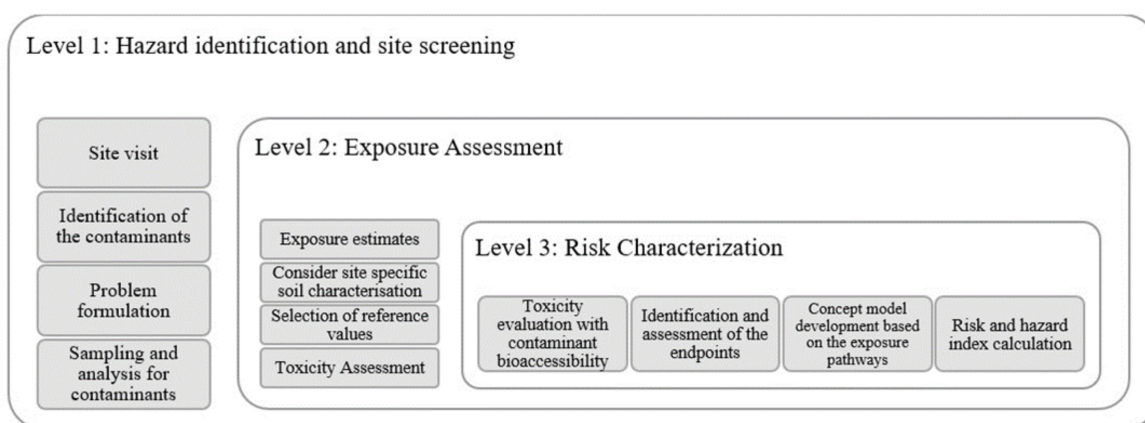 Level 1: Hazard identification and site screening
Site visit
Identification of
the contaminants
Problem
formulation
Sampling and
analysis for
contaminants
Level 2: Exposure Assessment
Exposure estimates
Consider site specific
soil characterisation
Selection of reference
values
Toxicity Assessment
Level 3: Risk Characterization
Toxicity
evaluation with
contaminant
bioaccessibility
Identification and
assessment of the
endpoints
Concept model
development based
on the exposure
pathways
Risk and hazard
index calculation